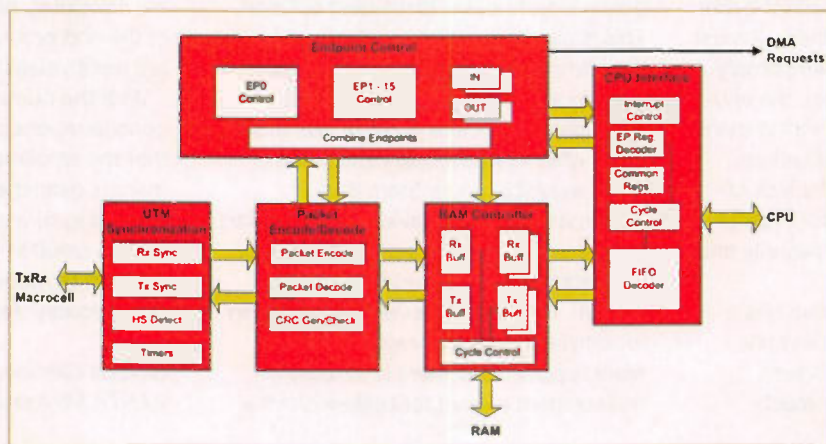 Endpoint Control
DMA
Requests
EP0
Control
EP1 - 15
Control
IN
OUT
Combine Endpoints
CPU Interface
Interrupt
Control
EP Reg.
Decoder
Common
Regs
Cycle
Control
FIFO
Decoder
CPU
UTM
Synchronization
Rx Sync
Tx Sync
HS Detect
Timers
TxRx
Macrocell
Packet
Encode/Decode
Packet Encode
Packet Decode
CRC Gen/Check
RAM Controller
Rx
Buff
Rx
Buff
Tx
Buff
Tx
Buff
Cycle Control
RAM